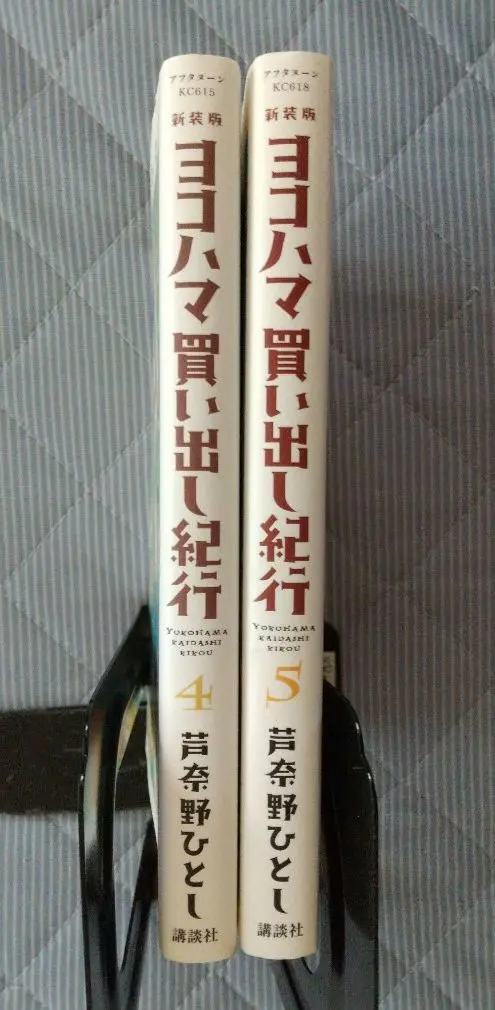 アフタヌーン
KC615
新装版
ヨコハマ買い出し紀行
YOKOHAMA
KAIDASHI
KIKOU
4
芦奈野ひとし
講談社
アフタヌーン
KC618
新装版
ヨコハマ買い出し紀行
YOKOHAMA
KAIDASHI
KIKOU
5
芦奈野ひとし
講談社